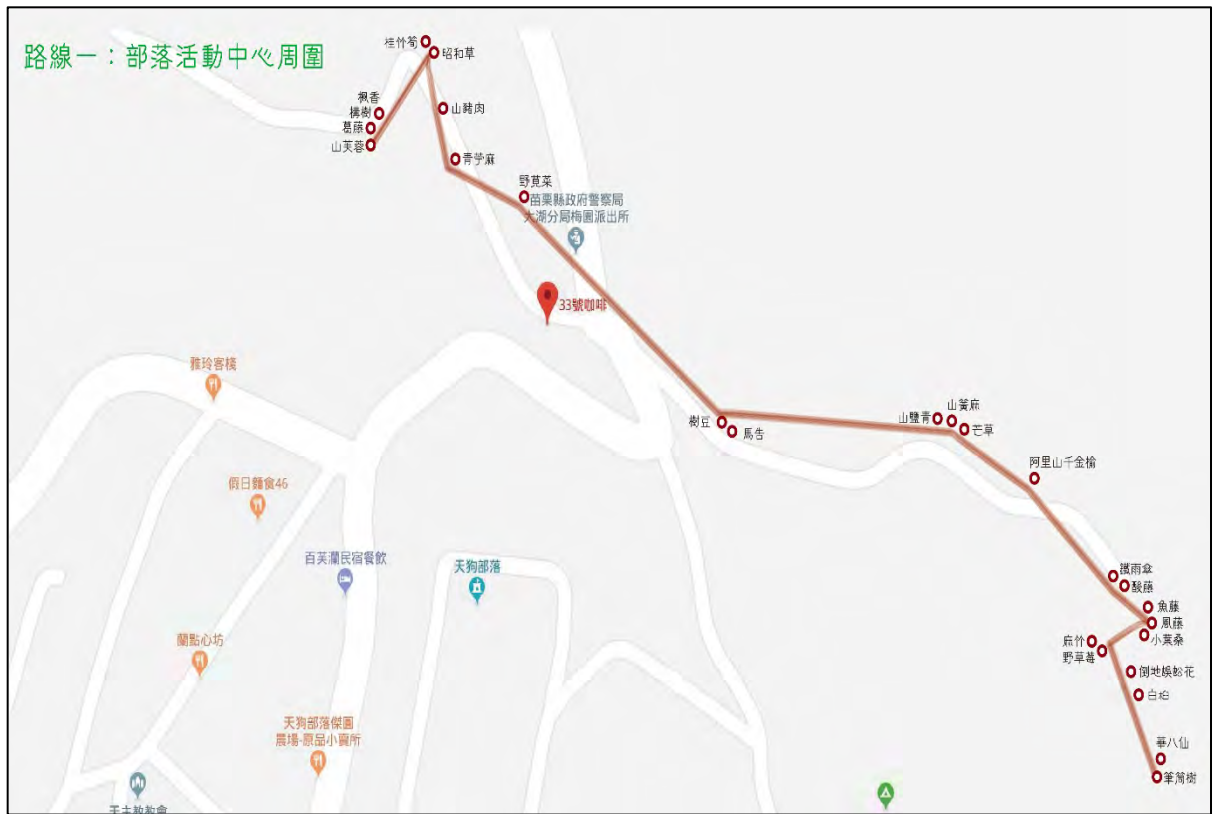 路線一：部落活動中心周圍
桂竹筍
昭和草
楓香
構樹
葛藤
山芙蓉
山豬肉
青苧麻
野莧菜
苗栗縣政府警察局
大湖分局梅園派出所
33號咖啡
雅玲客棧
樹豆
馬告
山鹽青
山黃麻
芒草
阿里山千金榆
假日麵食46
百芙瀾民宿餐飲
天狗部落
鐵雨傘
酸藤
魚藤
風藤
小葉桑
麻竹
野草莓
倒地蜈蚣花
白桕
蘭點心坊
天狗部落傑園
農場-原品小賣所
華八仙
筆筒樹
天主教教會